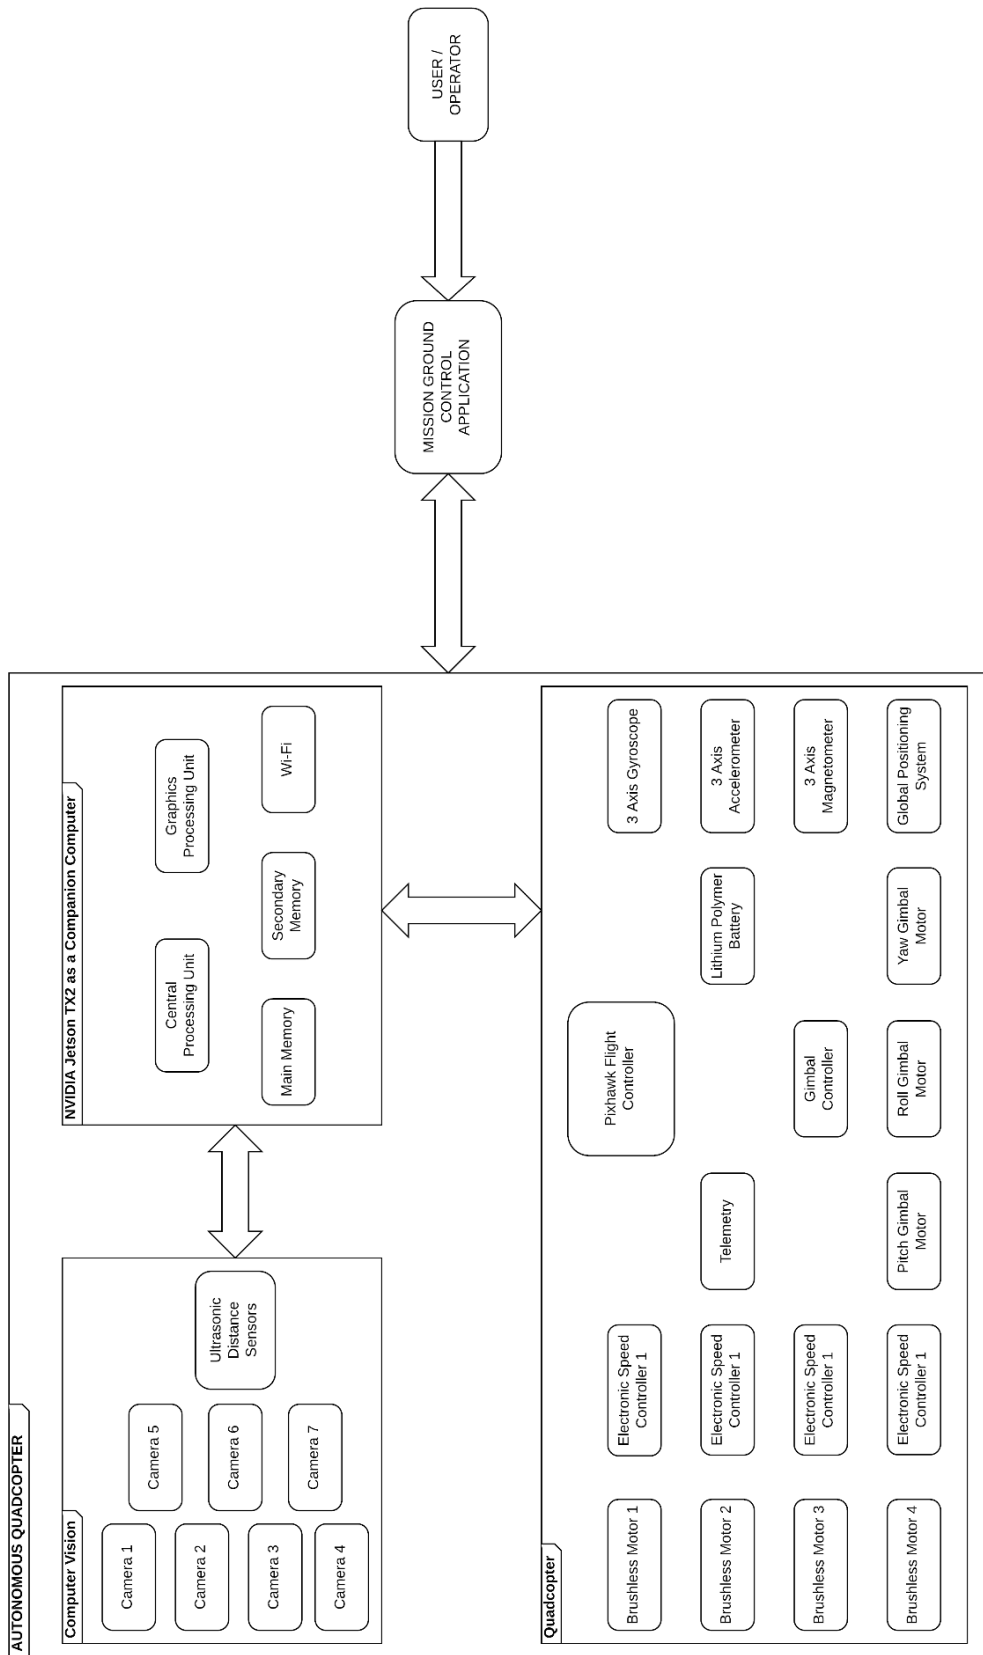 AUTONOMOUS QUADCOPTER
Computer Vision
Camera 1
Camera 2
Camera 3
Camera 4
Camera 5
Camera 6
Camera 7
Ultrasonic
Distance
Sensors
NVIDIA Jetson TX2 as a Companion Computer
Central
Processing Unit
Graphics
Processing Unit
Main Memory
Secondary
Memory
Wi-Fi
Quadcopter
Brushless Motor 1
Brushless Motor 2
Brushless Motor 3
Brushless Motor 4
Electronic Speed
Controller 1
Electronic Speed
Controller 1
Electronic Speed
Controller 1
Electronic Speed
Controller 1
Telemetry
Pitch Gimbal
Motor
Pixhawk Flight
Controller
Gimbal
Controller
Roll Gimbal
Motor
Lithium Polymer
Battery
Yaw Gimbal
Motor
3 Axis Gyroscope
3 Axis
Accelerometer
3 Axis
Magnetometer
Global Positioning
System
MISSION GROUND
CONTROL
APPLICATION
USER /
OPERATOR